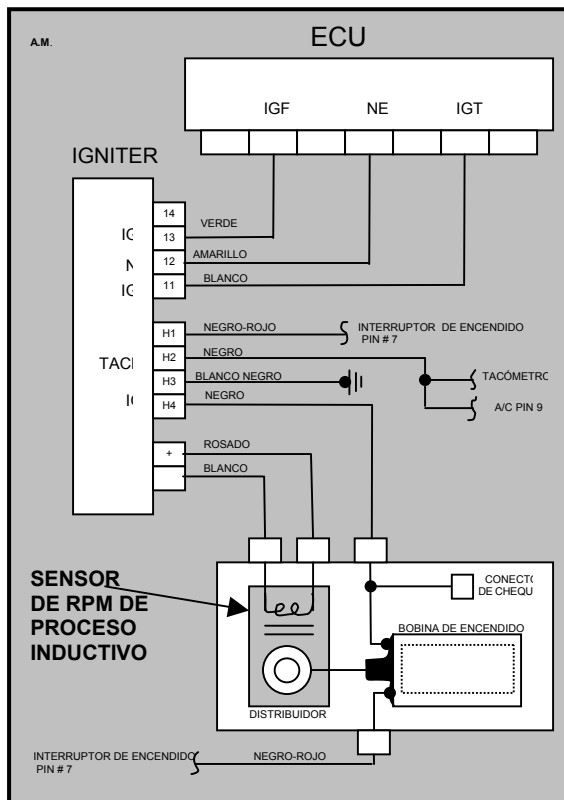 A.M.
ECU
IGF NE IGT
IGNITER
14
13
VERDE
12
AMARILLO
11
BLANCO
H1
NEGRO-ROJO
INTERRUPTOR DE ENCENDIDO
PIN # 7
H2
NEGRO
TACÓMETRO
H3
BLANCO NEGRO
H4
NEGRO
A/C PIN 9
+
ROSADO
BLANCO
SENSOR
DE RPM DE
PROCESO
INDUCTIVO
DE CHEQU
BOBINA DE ENCENDIDO
DISTRIBUIDOR
INTERRUPTOR DE ENCENDIDO
PIN # 7
NEGRO-ROJO